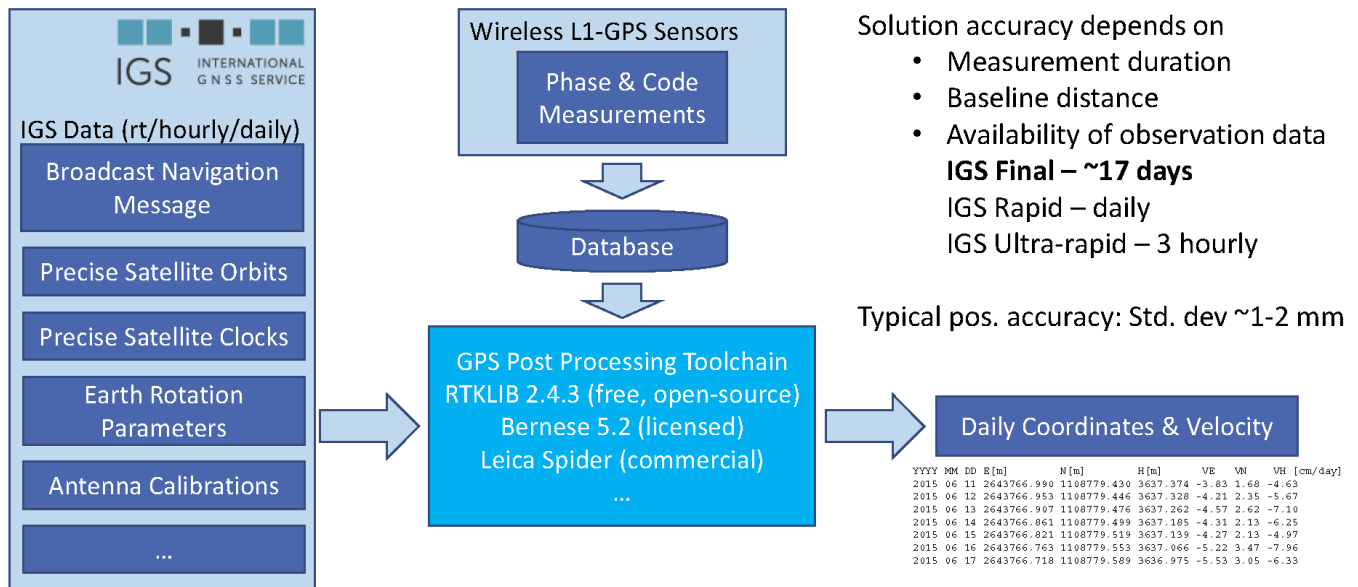 IGS
INTERNATIONAL
GNSS SERVICE
IGS Data (rt/hourly/daily)
Broadcast Navigation
Message
Precise Satellite Orbits
Precise Satellite Clocks
Earth Rotation
Parameters
Antenna Calibrations
...
Wireless L1-GPS Sensors
Phase & Code
Measurements
Database
GPS Post Processing Toolchain
RTKLIB 2.4.3 (free, open-source)
Bernese 5.2 (licensed)
Leica Spider (commercial)
...
Solution accuracy depends on
• Measurement duration
• Baseline distance
• Availability of observation data
IGS Final – ~17 days
IGS Rapid – daily
IGS Ultra-rapid – 3 hourly
Typical pos. accuracy: Std. dev ~1-2 mm
Daily Coordinates & Velocity
YYYY MM DD E[m] N[m] H[m] VE VN VH [cm/day]
2015 06 11 2643766.990 1108779.430 3637.374 -3.83 1.68 -4.63
2015 06 12 2643766.953 1108779.446 3637.328 -4.21 2.35 -5.67
2015 06 13 2643766.907 1108779.476 3637.262 -4.57 2.62 -7.10
2015 06 14 2643766.861 1108779.499 3637.185 -4.31 2.13 -6.25
2015 06 15 2643766.821 1108779.519 3637.139 -4.27 2.13 -4.97
2015 06 16 2643766.763 1108779.553 3637.066 -5.22 3.47 -7.96
2015 06 17 2643766.718 1108779.589 3636.975 -5.53 3.05 -6.33